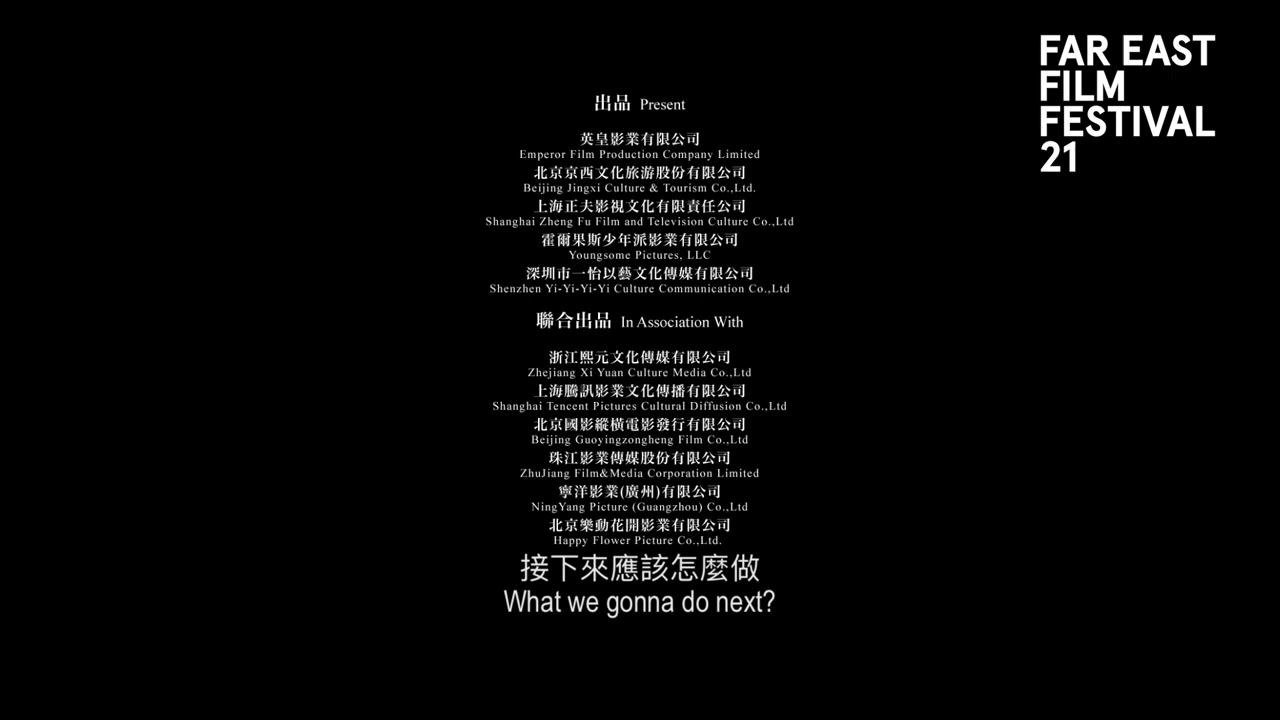 FAR EAST
FILM
FESTIVAL
21
出品 Present
英皇影業有限公司
Emperor Film Production Company Limited
北京京西文化旅游股份有限公司
Beijing Jingxi Culture & Tourism Co.,Ltd.
上海正夫影視文化有限責任公司
Shanghai Zheng Fu Film and Television Culture Co.,Ltd
霍爾果斯少年派影業有限公司
Youngsome Pictures, LLC
深圳市一怡以藝文化傳媒有限公司
Shenzhen Yi-Yi-Yi-Yi Culture Communication Co.,Ltd
聯合出品 In Association With
浙江熙元文化傳媒有限公司
Zhejiang Xi Yuan Culture Media Co.,Ltd
上海騰訊影業文化傳播有限公司
Shanghai Tencent Pictures Cultural Diffusion Co.,Ltd
北京國影縱橫電影發行有限公司
Beijing Guoyingzongheng Film Co.,Ltd
珠江影業傳媒股份有限公司
ZhuJiang Film&Media Corporation Limited
寧洋影業(廣州)有限公司
NingYang Picture (Guangzhou) Co.,Ltd
北京樂動花開影業有限公司
Happy Flower Picture Co.,Ltd.
接下來應該怎麼做
What we gonna do next?